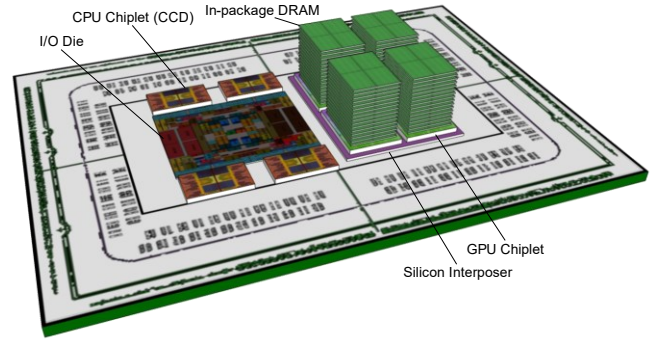 In-package DRAM
CPU Chiplet (CCD)
I/O Die
GPU Chiplet
Silicon Interposer